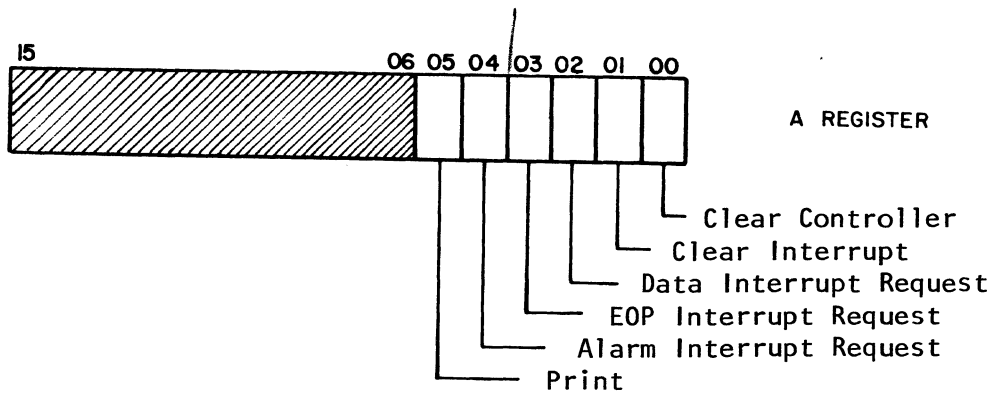 15
06 05 04 03 02 01 00
A REGISTER
Clear Controller
Clear Interrupt
Data Interrupt Request
EOP Interrupt Request
Alarm Interrupt Request
Print